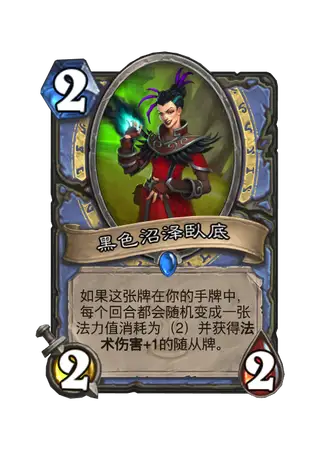 2
黑色沼泽卧底
如果这张牌在你的手牌中，
每个回合都会随机变成一张
法力值消耗为（2）并获得法
术伤害+1的随从牌。
2
2